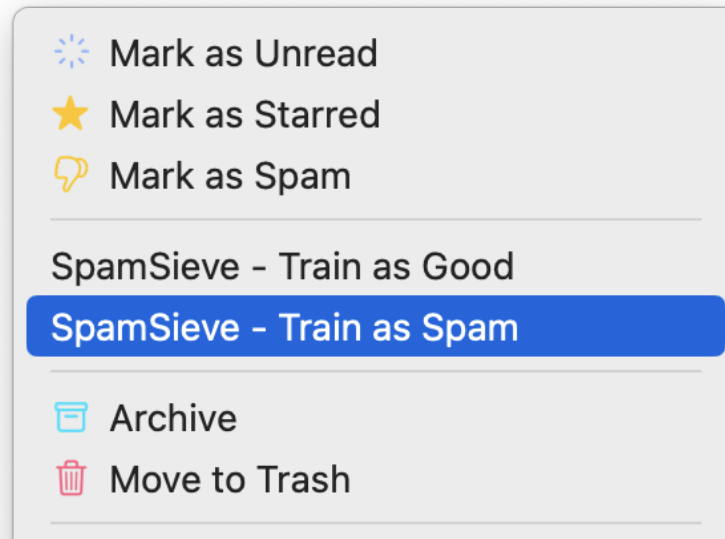 Mark as Unread
Mark as Starred
Mark as Spam
SpamSieve - Train as Good
SpamSieve - Train as Spam
Archive
Move to Trash